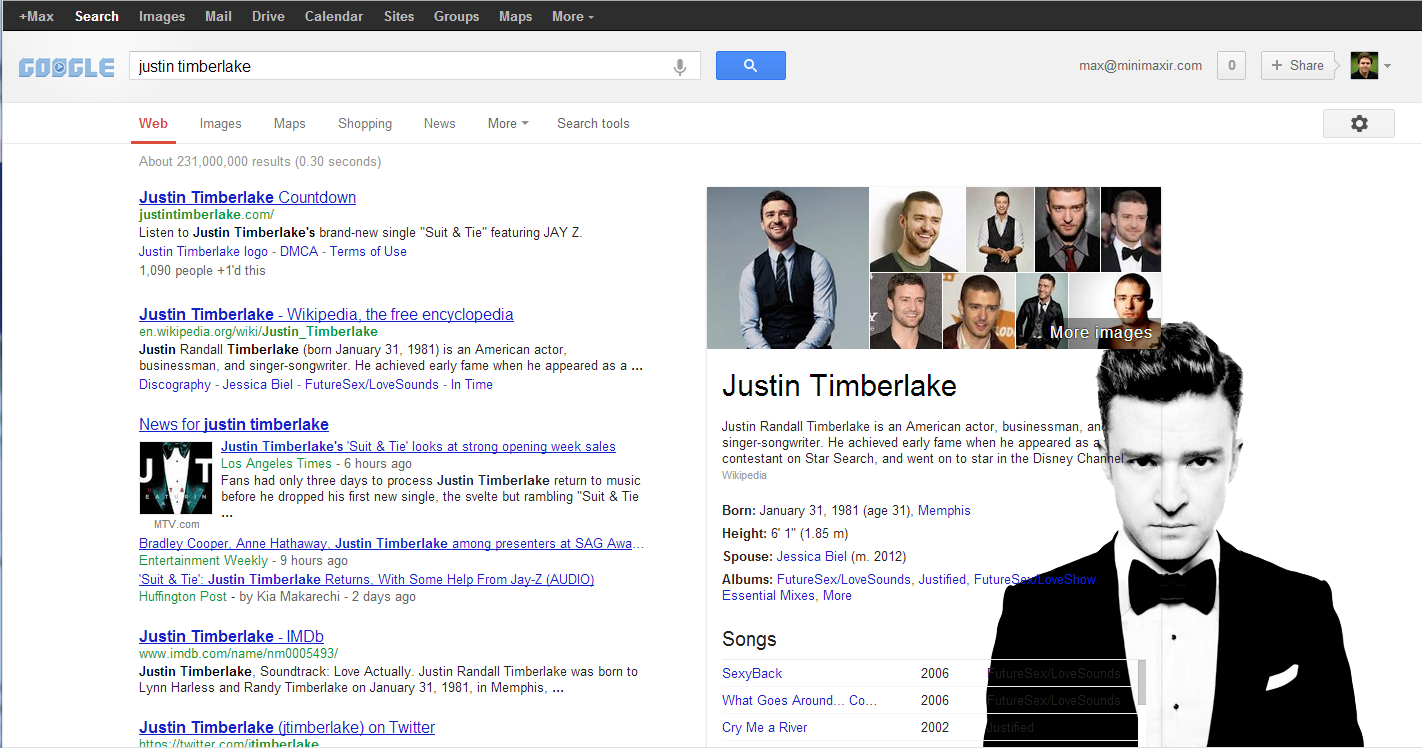 +Max Search Images Mail Drive Calendar Sites Groups Maps More
GOOGLE
justin timberlake
max@minimaxir.com 0 + Share
Web Images Maps Shopping News More Search tools
About 231,000,000 results (0.30 seconds)
Justin Timberlake Countdown
justintimberlake.com/
Listen to Justin Timberlake's brand-new single "Suit & Tie" featuring JAY Z.
Justin Timberlake logo - DMCA - Terms of Use
1,090 people +1'd this
Justin Timberlake - Wikipedia, the free encyclopedia
en.wikipedia.org/wiki/Justin_Timberlake
Justin Randall Timberlake (born January 31, 1981) is an American actor,
businessman, and singer-songwriter. He achieved early fame when he appeared as a ...
Discography - Jessica Biel - FutureSex/LoveSounds - In Time
News for justin timberlake
Justin Timberlake's 'Suit & Tie' looks at strong opening week sales
Los Angeles Times - 6 hours ago
Fans had only three days to process Justin Timberlake return to music
before he dropped his first new single, the svelte but rambling "Suit & Tie
...
MTV.com
Bradley Cooper, Anne Hathaway, Justin Timberlake among presenters at SAG Awa...
Entertainment Weekly - 9 hours ago
'Suit & Tie': Justin Timberlake Returns, With Some Help From Jay-Z (AUDIO)
Huffington Post - by Kia Makarechi - 2 days ago
Justin Timberlake - IMDb
www.imdb.com/name/nm0005493/
Justin Timberlake, Soundtrack: Love Actually. Justin Randall Timberlake was born to
Lynn Harless and Randy Timberlake on January 31, 1981, in Memphis, ...
Justin Timberlake (jtimberlake) on Twitter
https://twitter.com/jtimberlake
More images
Justin Timberlake
Justin Randall Timberlake is an American actor, businessman, and
singer-songwriter. He achieved early fame when he appeared as a
contestant on Star Search, and went on to star in the Disney Channel
Wikipedia
Born: January 31, 1981 (age 31), Memphis
Height: 6' 1" (1.85 m)
Spouse: Jessica Biel (m. 2012)
Albums: FutureSex/LoveSounds, Justified, FutureSex/LoveShow
Essential Mixes, More
Songs
SexyBack 2006 FutureSex/LoveSounds
What Goes Around... Co... 2006 FutureSex/LoveSounds
Cry Me a River 2002 Justified